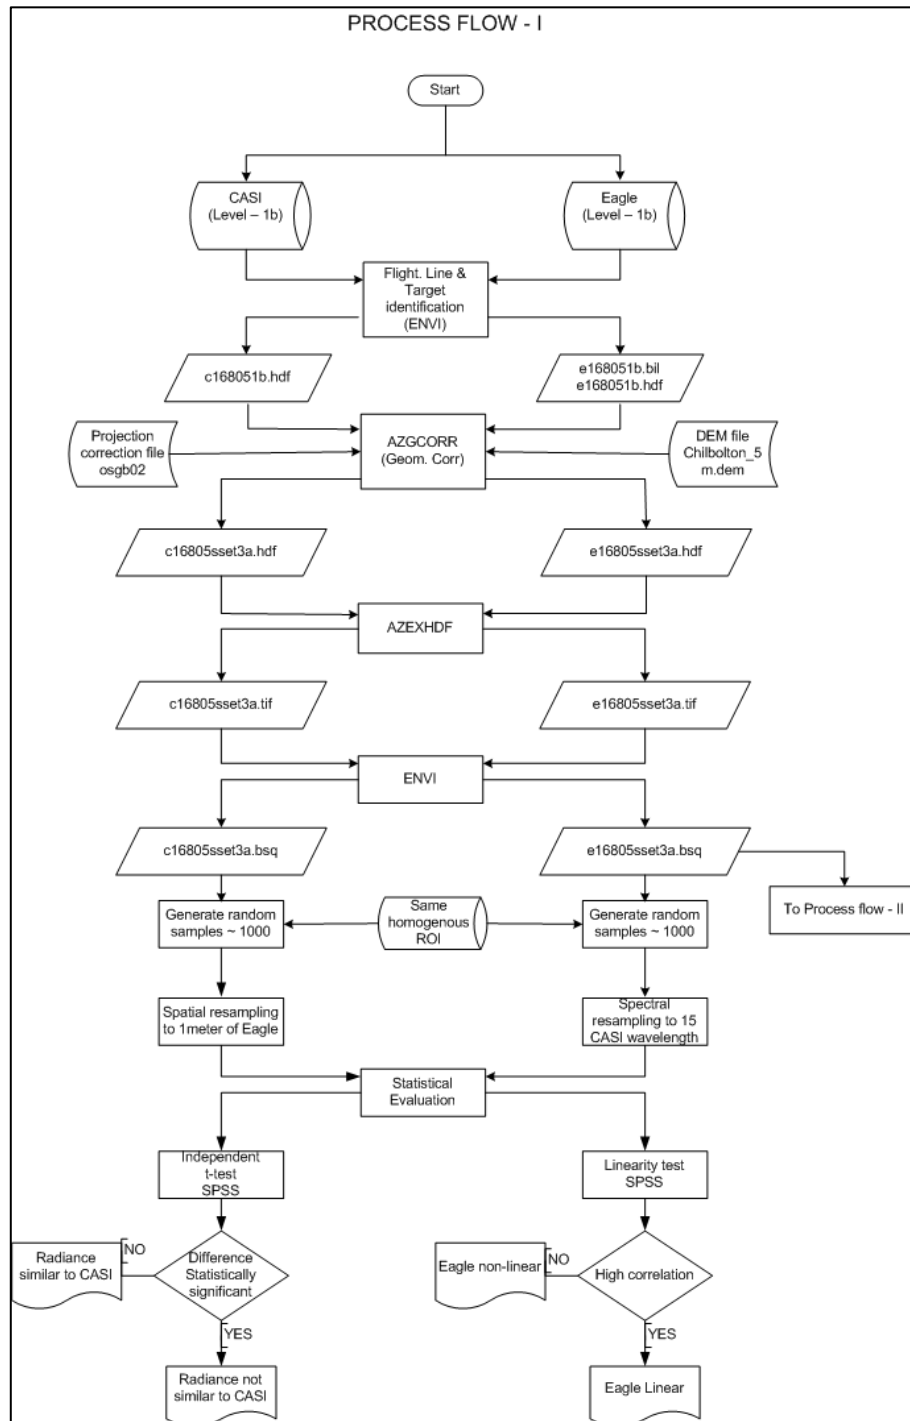 PROCESS FLOW - I
Start
CASI
(Level – 1b)
Eagle
(Level – 1b)
Flight. Line &
Target
identification
(ENVI)
c168051b.hdf
e168051b.bil
e168051b.hdf
Projection
correction file
osgb02
AZGCORR
(Geom. Corr)
DEM file
Chilbolton_5
m.dem
c16805sset3a.hdf
e16805sset3a.hdf
AZEXHDF
c16805sset3a.tif
e16805sset3a.tif
ENVI
c16805sset3a.bsq
e16805sset3a.bsq
Generate random
samples ~ 1000
Same
homogenous
ROI
Generate random
samples ~ 1000
To Process flow - II
Spatial resampling
to 1meter of Eagle
Spectral
resampling to 15
CASI wavelength
Statistical
Evaluation
Independent
t-test
SPSS
Linearity test
SPSS
Radiance
similar to CASI
NO
Difference
Statistically
significant
Eagle non-linear
NO
High correlation
YES
YES
Radiance not
similar to CASI
Eagle Linear